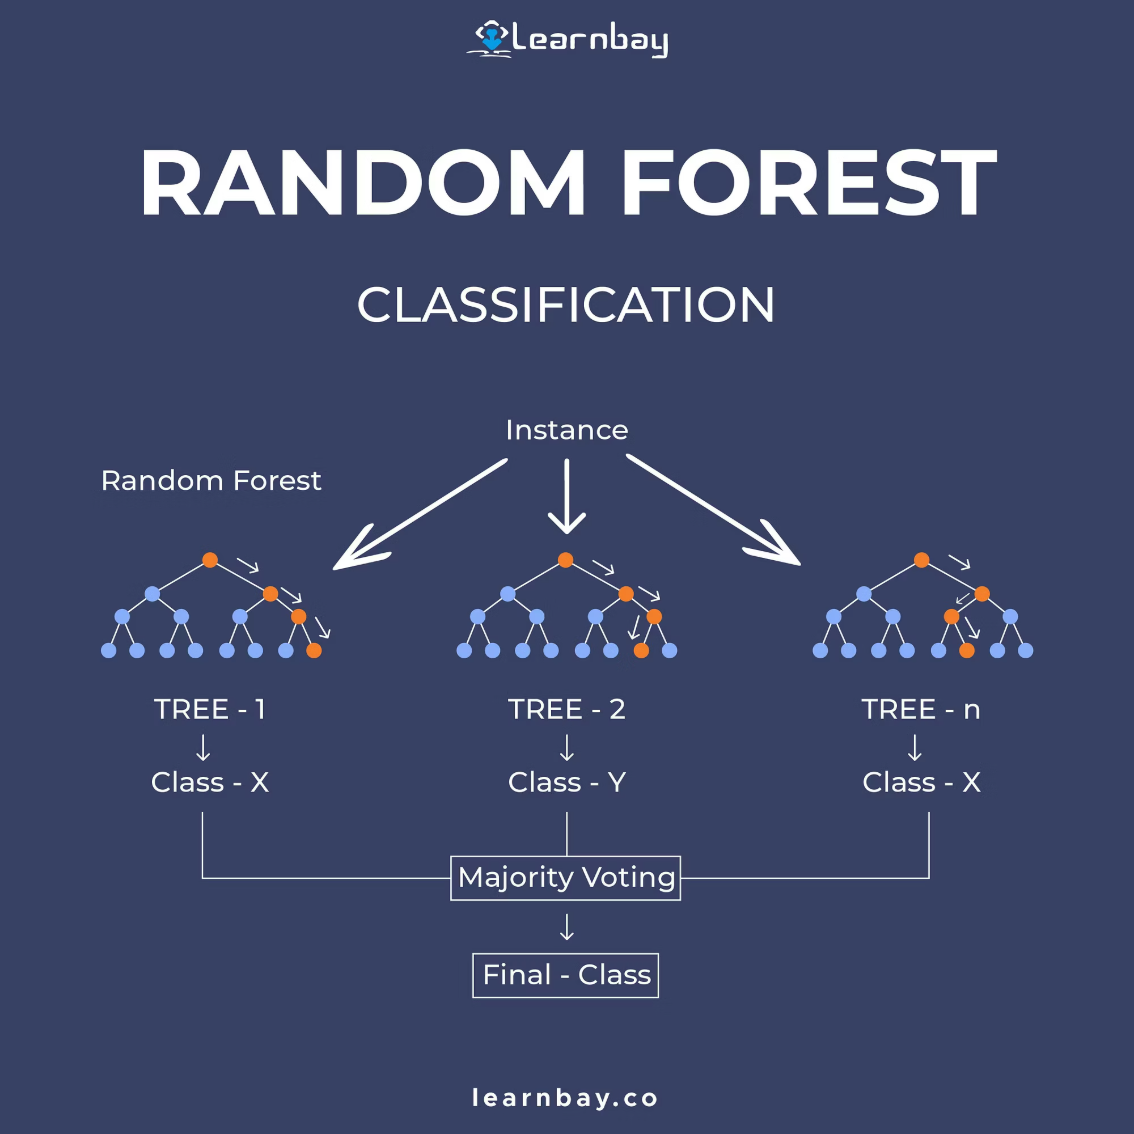 Learnbay
RANDOM FOREST
CLASSIFICATION
Instance
Random Forest
TREE - 1
TREE - 2
TREE - n
Class - X
Class - Y
Class - X
Majority Voting
Final - Class
learnbay.co